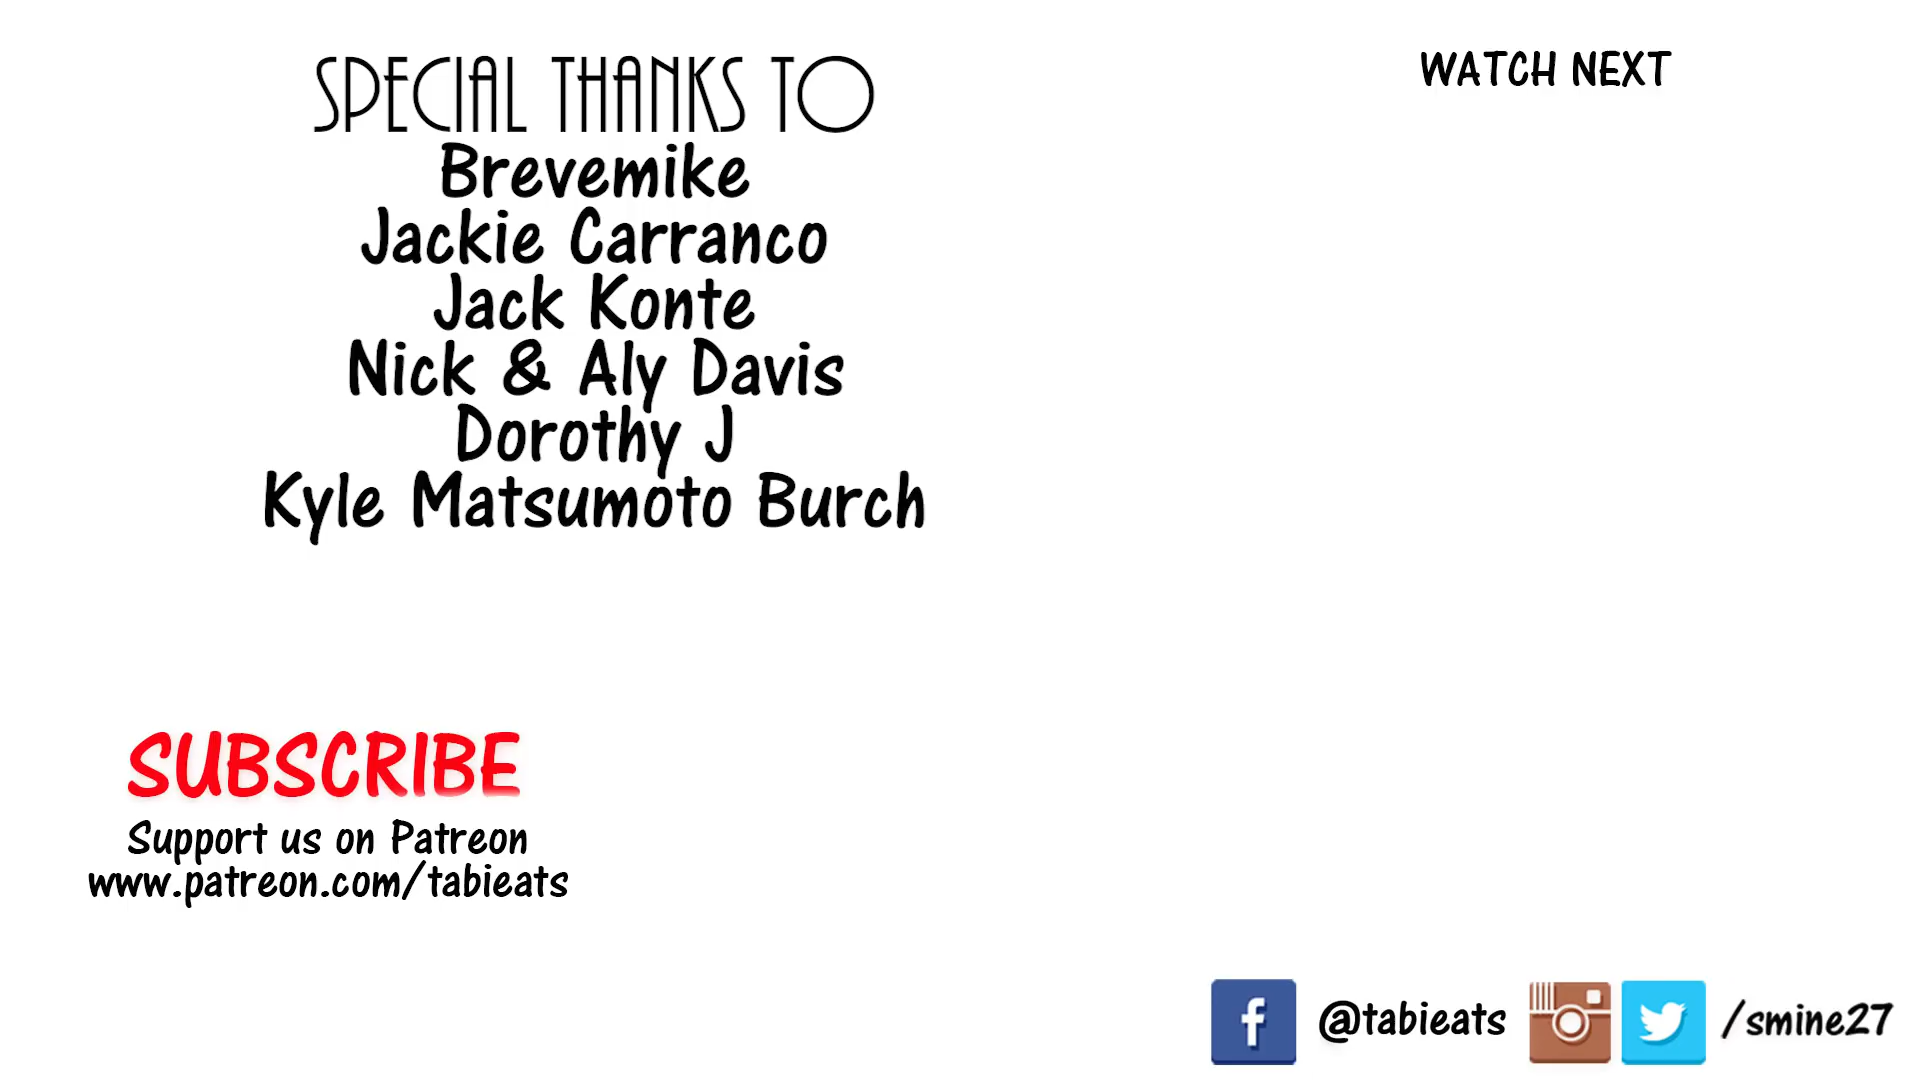 SPECIAL THANKS TO
Brevemike
Jackie Carranco
Jack Konte
Nick & Aly Davis
Dorothy J
Kyle Matsumoto Burch
WATCH NEXT
SUBSCRIBE
Support us on Patreon
www.patreon.com/tabieats
f @tabieats /smine27